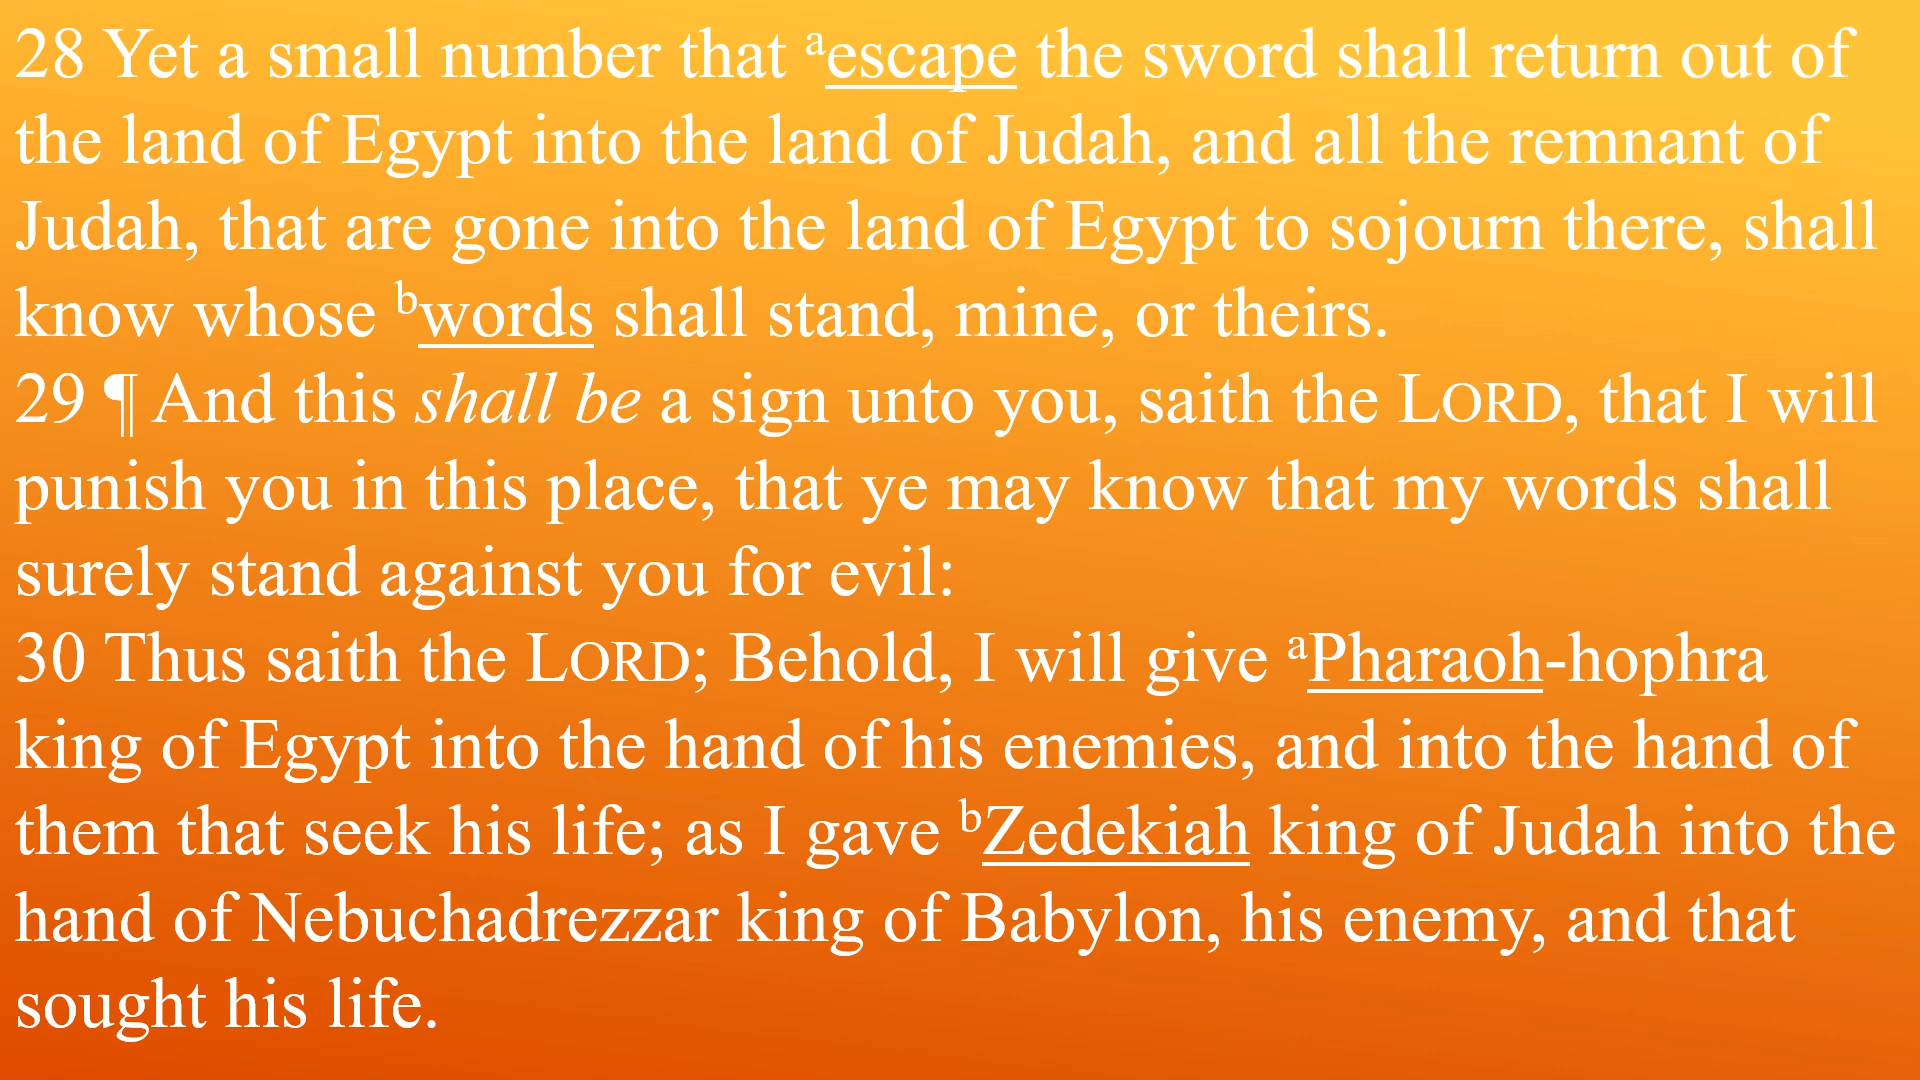 28 Yet a small number that ᵃescape the sword shall return out of
the land of Egypt into the land of Judah, and all the remnant of
Judah, that are gone into the land of Egypt to sojourn there, shall
know whose ᵇwords shall stand, mine, or theirs.
29 ¶ And this shall be a sign unto you, saith the LORD, that I will
punish you in this place, that ye may know that my words shall
surely stand against you for evil:
30 Thus saith the LORD; Behold, I will give ᵃPharaoh-hophra
king of Egypt into the hand of his enemies, and into the hand of
them that seek his life; as I gave ᵇZedekiah king of Judah into the
hand of Nebuchadrezzar king of Babylon, his enemy, and that
sought his life.